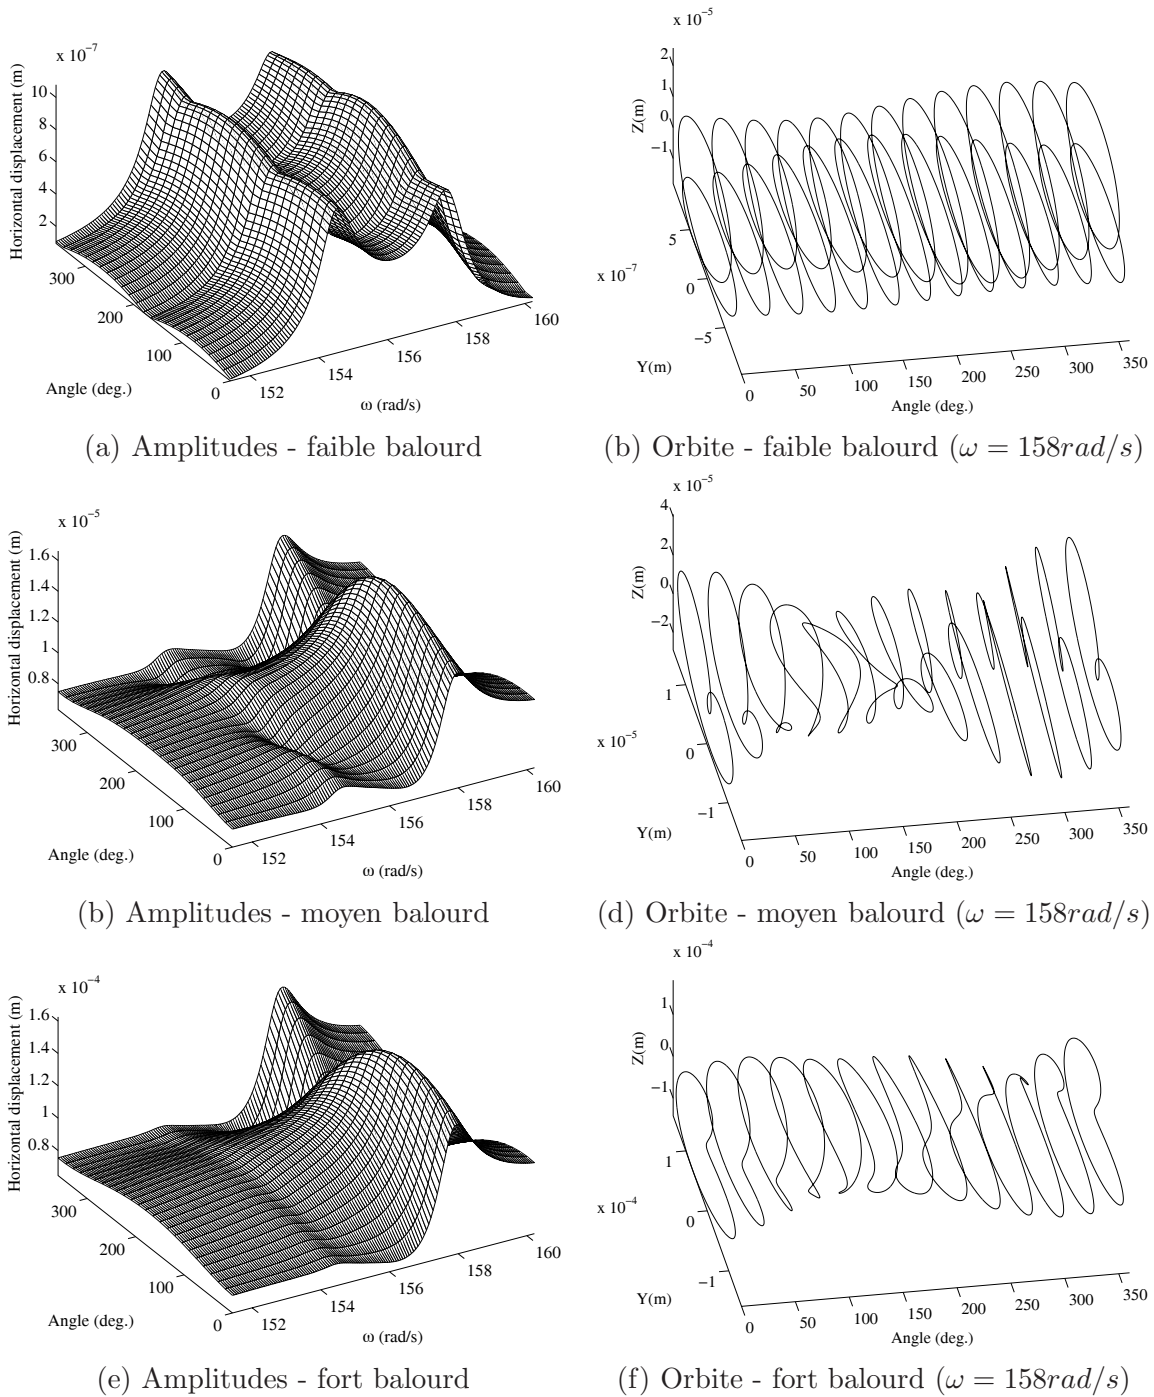 x 10−7
Horizontal displacement (m)
10
8
6
4
2
300
200
100
0
Angle (deg.)
152
154
156
158
160
ω (rad/s)
(a) Amplitudes - faible balourd
x 10−5
2
1
0
−1
Z(m)
5
0
−5
x 10−7
Y(m)
0
50
100
150
200
250
300
350
Angle (deg.)
(b) Orbite - faible balourd (ω = 158rad/s)
x 10−5
Horizontal displacement (m)
1.6
1.4
1.2
1
0.8
300
200
100
0
Angle (deg.)
152
154
156
158
160
ω (rad/s)
(b) Amplitudes - moyen balourd
x 10−5
4
2
0
−2
Z(m)
1
0
−1
x 10−5
Y(m)
0
50
100
150
200
250
300
350
Angle (deg.)
(d) Orbite - moyen balourd (ω = 158rad/s)
x 10−4
Horizontal displacement (m)
1.6
1.4
1.2
1
0.8
300
200
100
0
Angle (deg.)
152
154
156
158
160
ω (rad/s)
(e) Amplitudes - fort balourd
x 10−4
1
0
−1
Z(m)
1
0
−1
x 10−4
Y(m)
0
50
100
150
200
250
300
350
Angle (deg.)
(f) Orbite - fort balourd (ω = 158rad/s)